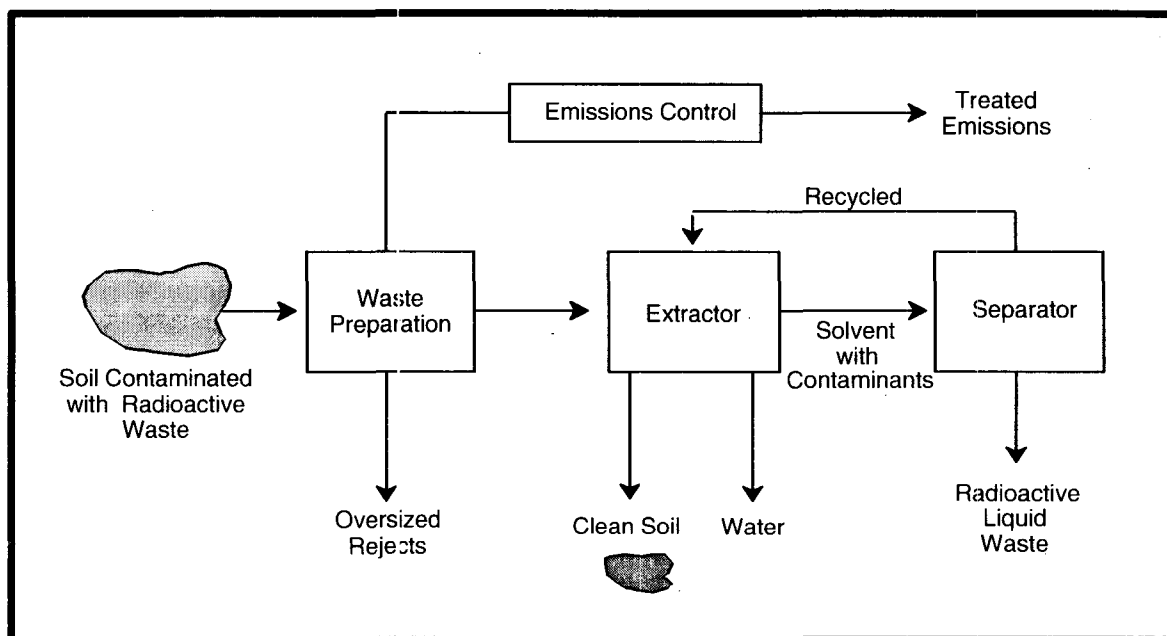 Emissions Control
Treated
Emissions
Recycled
Waste
Preparation
Extractor
Separator
Solvent
with
Contaminants
Soil Contaminated
with Radioactive
Waste
Oversized
Rejects
Clean Soil
Water
Radioactive
Liquid
Waste